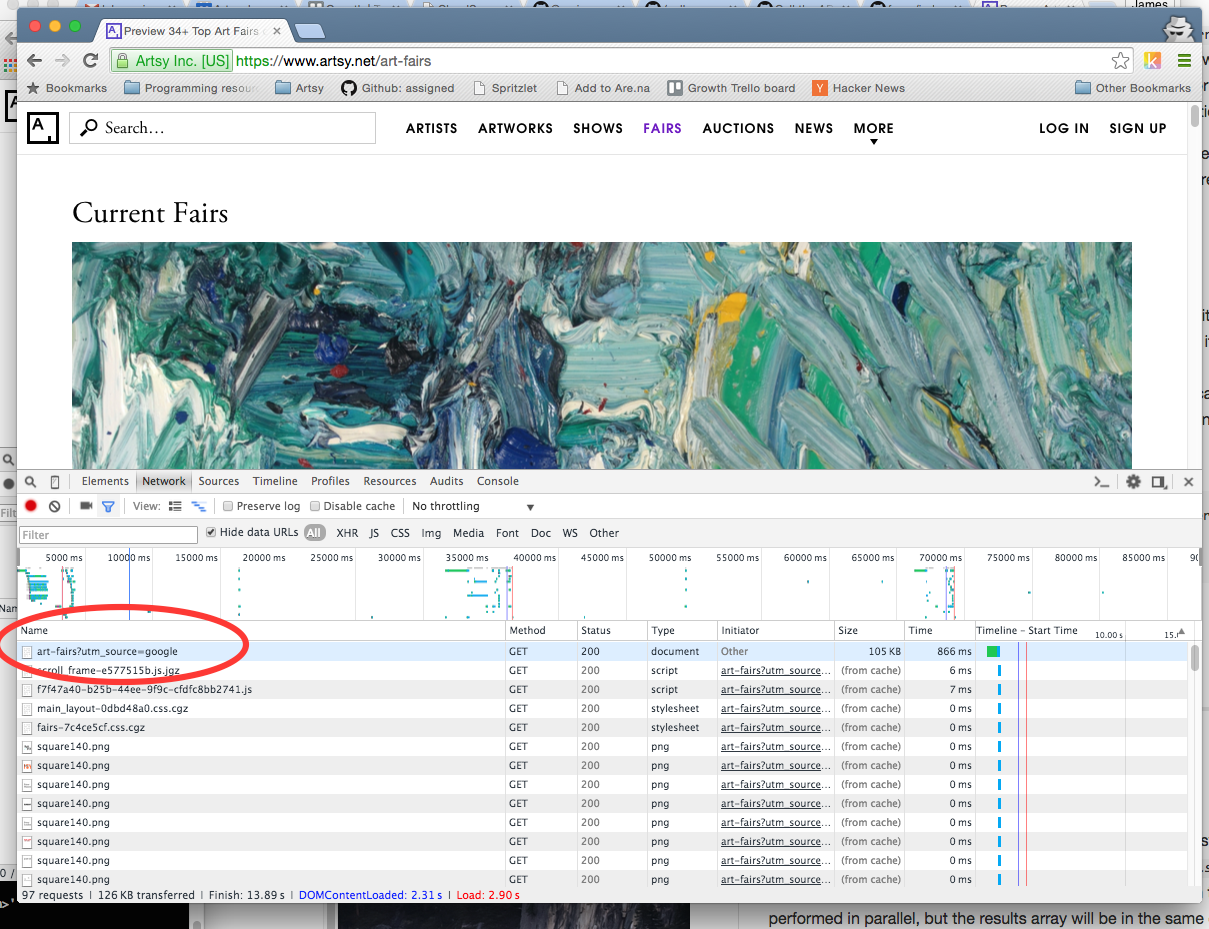 James
Preview 34+ Top Art Fairs
Artsy Inc. [US] https://www.artsy.net/art-fairs
Bookmarks Programming resour Artsy Github: assigned Spritzlet Add to Are.na Growth Trello board Hacker News Other Bookmarks
A, Search… ARTISTS ARTWORKS SHOWS FAIRS AUCTIONS NEWS MORE LOG IN SIGN UP
Current Fairs
Elements Network Sources Timeline Profiles Resources Audits Console
View: Preserve log Disable cache No throttling
Filter Hide data URLs All XHR JS CSS Img Media Font Doc WS Other
5000 ms 10000 ms 15000 ms 20000 ms 25000 ms 30000 ms 35000 ms 40000 ms 45000 ms 50000 ms 55000 ms 60000 ms 65000 ms 70000 ms 75000 ms 80000 ms 85000 ms 90
Name Method Status Type Initiator Size Time Timeline – Start Time 10.00 s 15.
art-fairs?utm_source=google GET 200 document Other 105 KB 866 ms
scroll_frame-e577515b.js.jgz GET 200 script art-fairs?utm_source... (from cache) 6 ms
f7f47a40-b25b-44ee-9f9c-cfdfc8bb2741.js GET 200 script art-fairs?utm_source... (from cache) 7 ms
main_layout-0dbd48a0.css.cgz GET 200 stylesheet art-fairs?utm_source... (from cache) 0 ms
fairs-7c4ce5cf.css.cgz GET 200 stylesheet art-fairs?utm_source... (from cache) 0 ms
square140.png GET 200 png art-fairs?utm_source... (from cache) 0 ms
square140.png GET 200 png art-fairs?utm_source... (from cache) 0 ms
square140.png GET 200 png art-fairs?utm_source... (from cache) 0 ms
square140.png GET 200 png art-fairs?utm_source... (from cache) 0 ms
square140.png GET 200 png art-fairs?utm_source... (from cache) 0 ms
square140.png GET 200 png art-fairs?utm_source... (from cache) 0 ms
square140.png GET 200 png art-fairs?utm_source... (from cache) 0 ms
square140.png GET 200 png art-fairs?utm_source... (from cache) 0 ms
97 requests | 126 KB transferred | Finish: 13.89 s | DOMContentLoaded: 2.31 s | Load: 2.90 s
performed in parallel, but the results array will be in the same